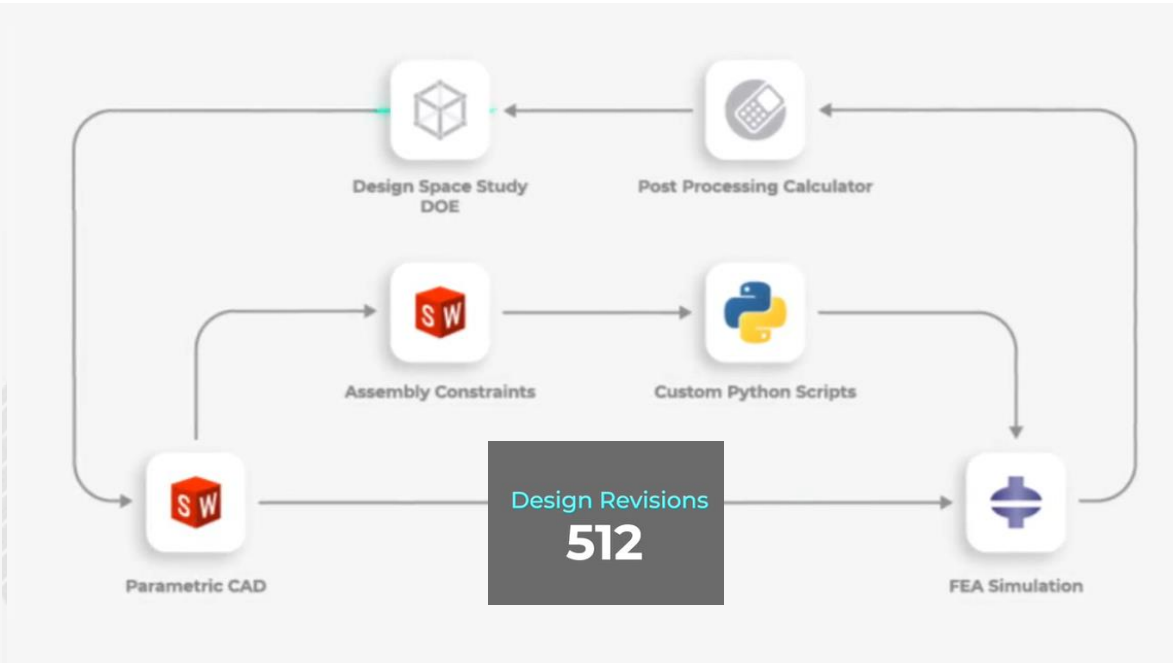 Design Space Study
DOE
Post Processing Calculator
S W
Assembly Constraints
Custom Python Scripts
S W
Design Revisions
512
Parametric CAD
FEA Simulation